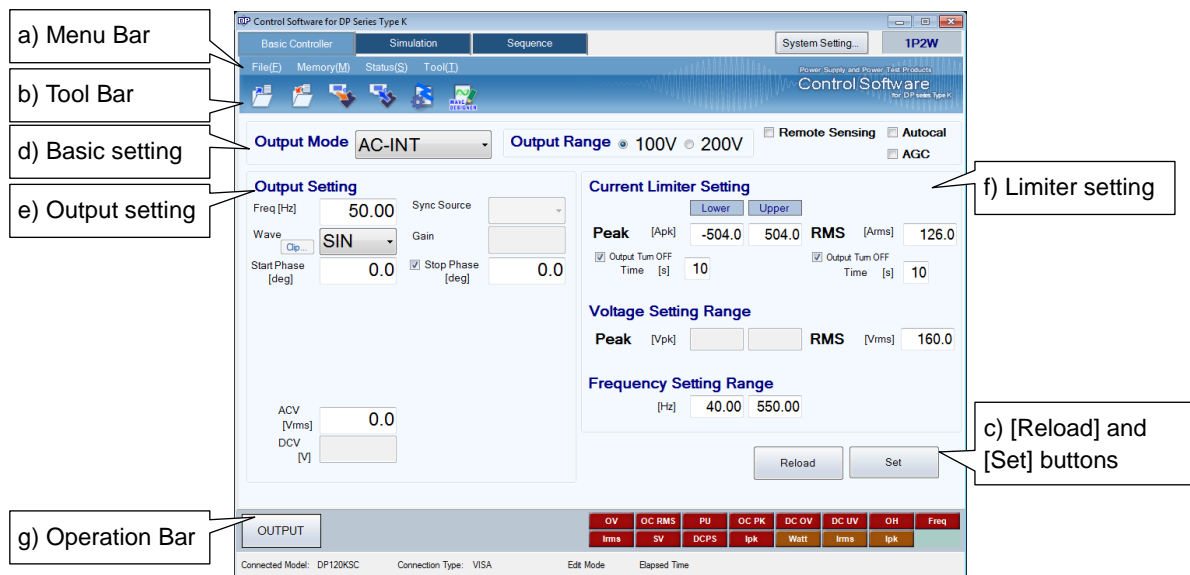 a) Menu Bar
b) Tool Bar
d) Basic setting
e) Output setting
g) Operation Bar
f) Limiter setting
c) [Reload] and
[Set] buttons
DP Control Software for DP Series Type K
Basic Controller Simulation Sequence System Setting... 1P2W
File(F) Memory(M) Status(S) Tool(T)
Power Supply and Power Test Products
Control Software
for DP series Type K
WAVE
DESIGNER
Output Mode AC-INT Output Range 100V 200V Remote Sensing Autocal
AGC
Output Setting
Freq [Hz] 50.00 Sync Source
Wave Clip... SIN Gain
Start Phase
[deg] 0.0 Stop Phase
[deg] 0.0
ACV
[Vrms] 0.0
DCV
[V]
Current Limiter Setting
Lower Upper
Peak [Apk] -504.0 504.0 RMS [Arms] 126.0
Output Turn OFF Output Turn OFF
Time [s] 10 Time [s] 10
Voltage Setting Range
Peak [Vpk] RMS [Vrms] 160.0
Frequency Setting Range
[Hz] 40.00 550.00
Reload Set
OUTPUT
OV OC RMS PU OC PK DC OV DC UV OH Freq
Irms SV DCPS Ipk Watt Irms Ipk
Connected Model: DP120KSC Connection Type: VISA Edit Mode Elapsed Time